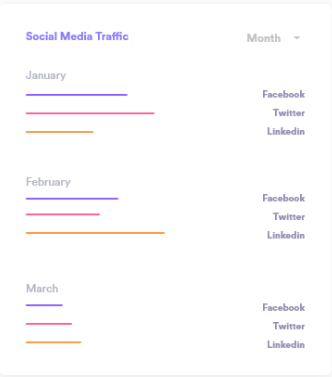 Social Media Traffic
Month
January
Facebook
Twitter
Linkedin
February
Facebook
Twitter
Linkedin
March
Facebook
Twitter
Linkedin